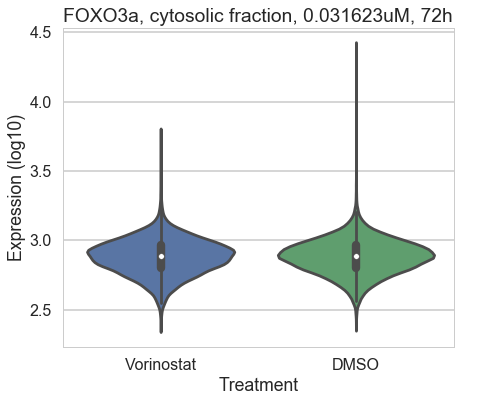 FOXO3a, cytosolic fraction, 0.031623uM, 72h
Expression (log10)
4.5
4.0
3.5
3.0
2.5
Vorinostat DMSO
Treatment